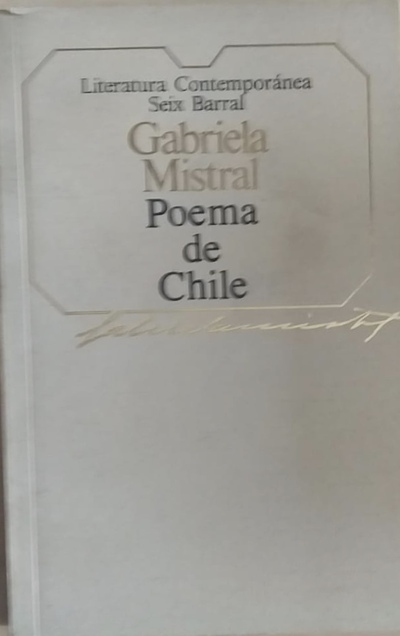 Literatura Contemporánea
Seix Barral
Gabriela
Mistral
Poema
de
Chile